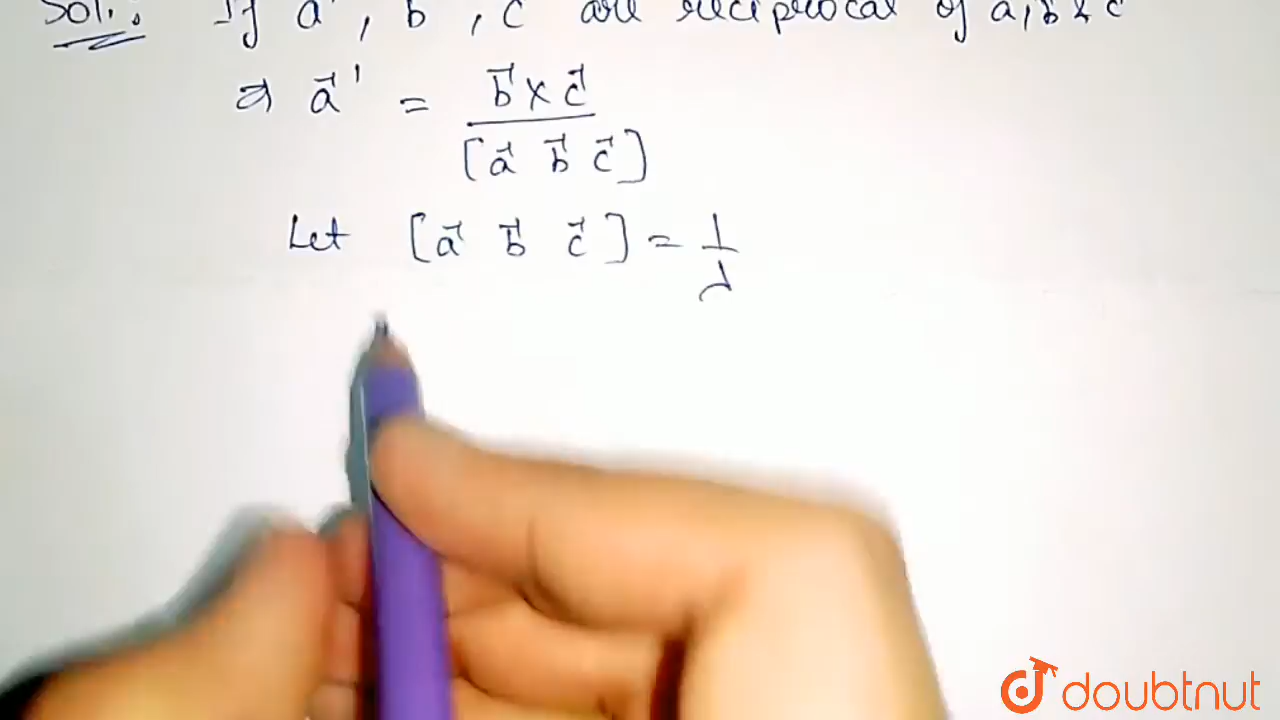 Sol:. If a', b, c are reciprocal of a, b & c
⇒ a⃗' = (b⃗ × c⃗) / [a⃗ b⃗ c⃗]
Let [a⃗ b⃗ c⃗] = 1/λ
doubtnut